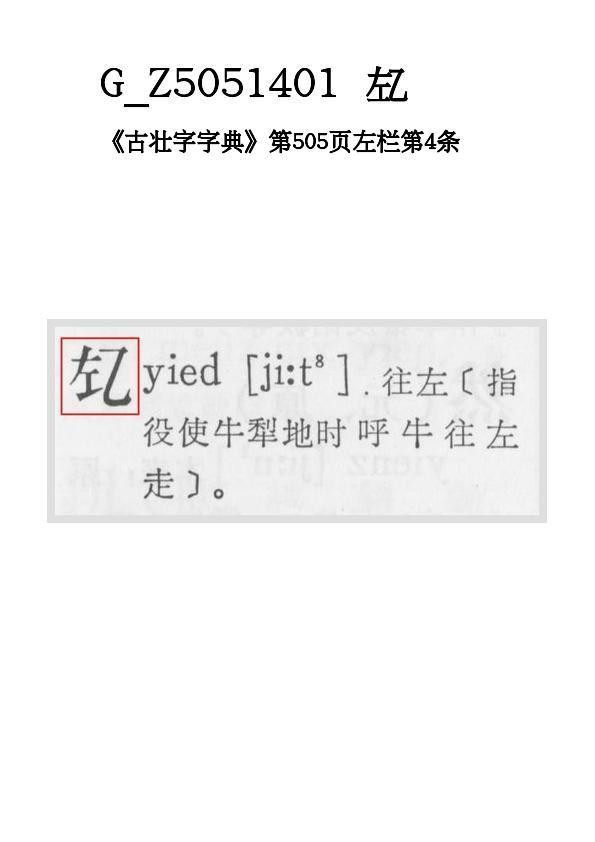 G_Z5051401
《古壮字字典》第505页左栏第4条
yied [ji:t⁸]. 往左〔指
役使牛犁地时呼牛往左
走〕。